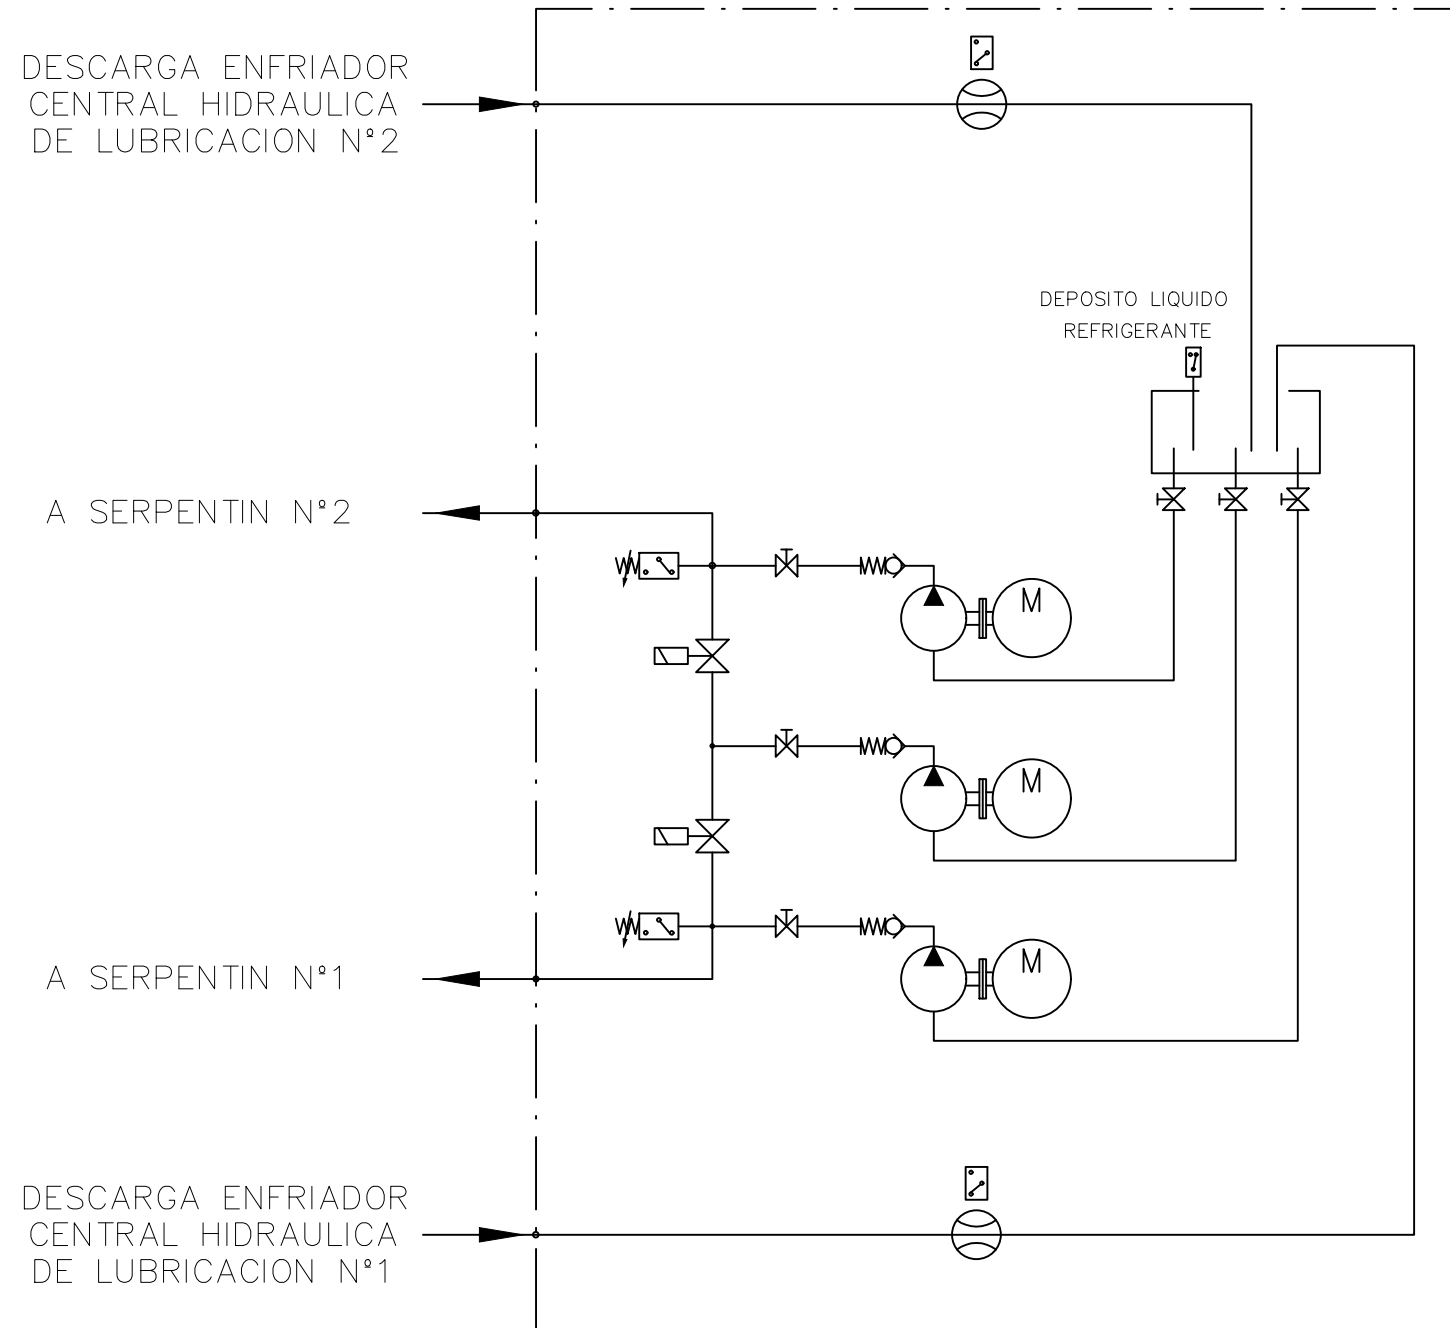 DESCARGA ENFRIADOR
CENTRAL HIDRAULICA
DE LUBRICACION Nº2
DEPOSITO LIQUIDO
REFRIGERANTE
A SERPENTIN Nº2
M
M
A SERPENTIN Nº1
M
DESCARGA ENFRIADOR
CENTRAL HIDRAULICA
DE LUBRICACION Nº1